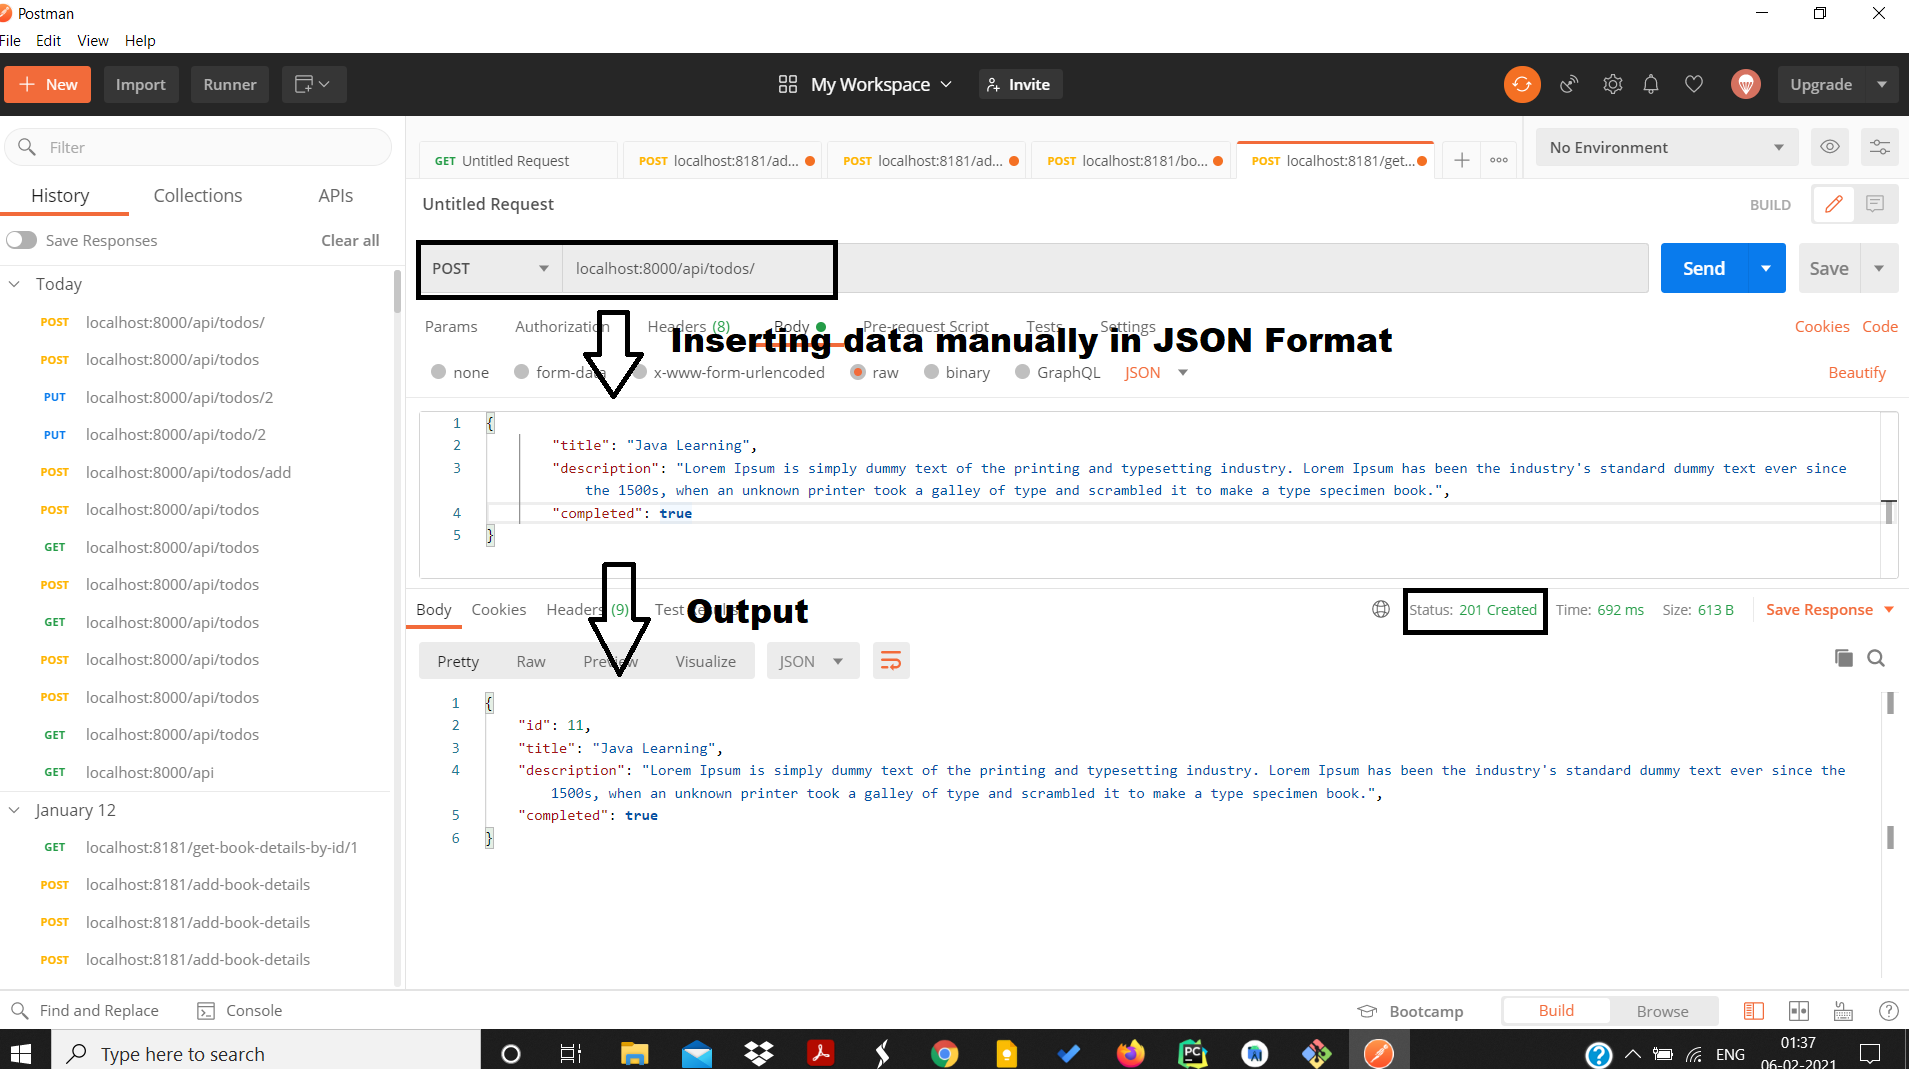 Postman
File Edit View Help
New Import Runner My Workspace Invite Upgrade
Filter
History Collections APIs
Save Responses Clear all
Today
POST localhost:8000/api/todos/
POST localhost:8000/api/todos
PUT localhost:8000/api/todos/2
PUT localhost:8000/api/todo/2
POST localhost:8000/api/todos/add
POST localhost:8000/api/todos
GET localhost:8000/api/todos
POST localhost:8000/api/todos
GET localhost:8000/api/todos
POST localhost:8000/api/todos
POST localhost:8000/api/todos
GET localhost:8000/api/todos
GET localhost:8000/api
January 12
GET localhost:8181/get-book-details-by-id/1
POST localhost:8181/add-book-details
POST localhost:8181/add-book-details
POST localhost:8181/add-book-details
GET Untitled Request POST localhost:8181/ad... POST localhost:8181/ad... POST localhost:8181/bo... POST localhost:8181/get... No Environment
Untitled Request BUILD
POST localhost:8000/api/todos/ Send Save
Params Authorization Headers (8) Body Pre-request Script Tests Settings Cookies Code
Inserting data manually in JSON Format
none form-data x-www-form-urlencoded raw binary GraphQL JSON Beautify
1 {
2 "title": "Java Learning",
3 "description": "Lorem Ipsum is simply dummy text of the printing and typesetting industry. Lorem Ipsum has been the industry's standard dummy text ever since
the 1500s, when an unknown printer took a galley of type and scrambled it to make a type specimen book.",
4 "completed": true
5 }
Body Cookies Headers (9) Test Results Status: 201 Created Time: 692 ms Size: 613 B Save Response
Output
Pretty Raw Preview Visualize JSON
1 {
2 "id": 11,
3 "title": "Java Learning",
4 "description": "Lorem Ipsum is simply dummy text of the printing and typesetting industry. Lorem Ipsum has been the industry's standard dummy text ever since the
1500s, when an unknown printer took a galley of type and scrambled it to make a type specimen book.",
5 "completed": true
6 }
Find and Replace Console Bootcamp Build Browse
Type here to search PC ENG 01:37
06-02-2021